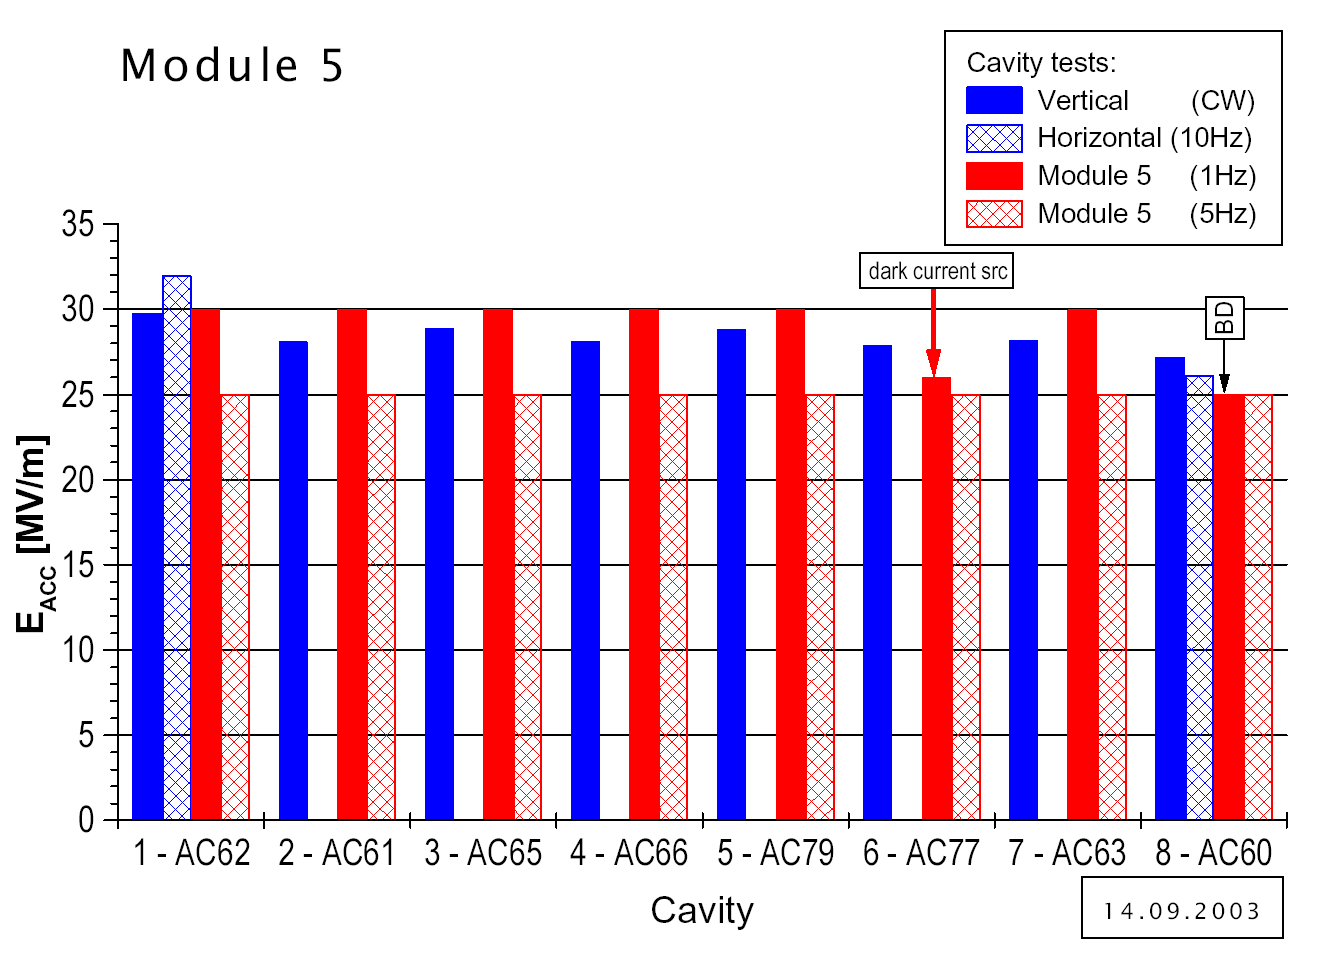 Module 5
Cavity tests:
Vertical (CW)
Horizontal (10Hz)
Module 5 (1Hz)
Module 5 (5Hz)
35
30
25
20
15
10
5
0
E_ACC [MV/m]
dark current src
BD
1 - AC62 2 - AC61 3 - AC65 4 - AC66 5 - AC79 6 - AC77 7 - AC63 8 - AC60
Cavity
14.09.2003